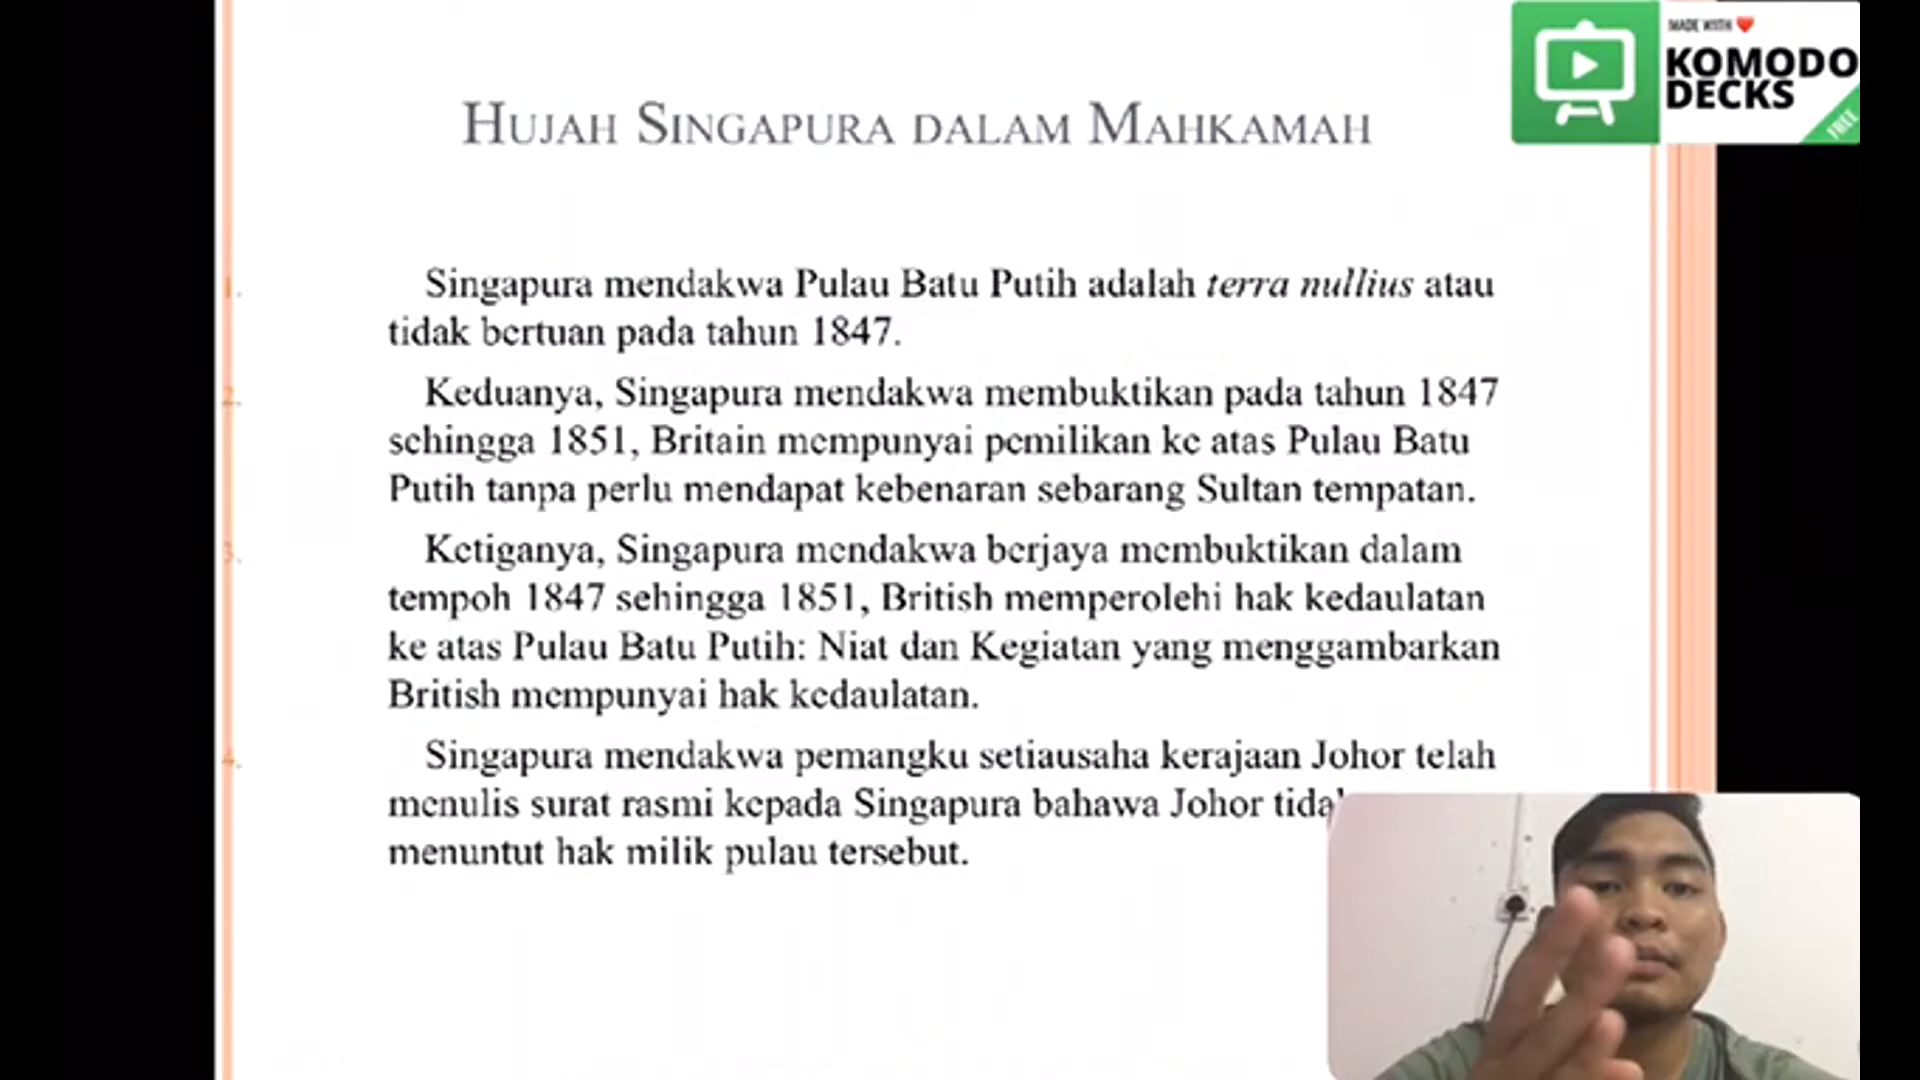 MADE WITH ❤️
KOMODO
DECKS
FREE
HUJAH SINGAPURA DALAM MAHKAMAH
1. Singapura mendakwa Pulau Batu Putih adalah terra nullius atau
tidak bertuan pada tahun 1847.
2. Keduanya, Singapura mendakwa membuktikan pada tahun 1847
sehingga 1851, Britain mempunyai pemilikan ke atas Pulau Batu
Putih tanpa perlu mendapat kebenaran sebarang Sultan tempatan.
3. Ketiganya, Singapura mendakwa berjaya membuktikan dalam
tempoh 1847 sehingga 1851, British memperolehi hak kedaulatan
ke atas Pulau Batu Putih: Niat dan Kegiatan yang menggambarkan
British mempunyai hak kedaulatan.
4. Singapura mendakwa pemangku setiausaha kerajaan Johor telah
menulis surat rasmi kepada Singapura bahawa Johor
menuntut hak milik pulau tersebut.